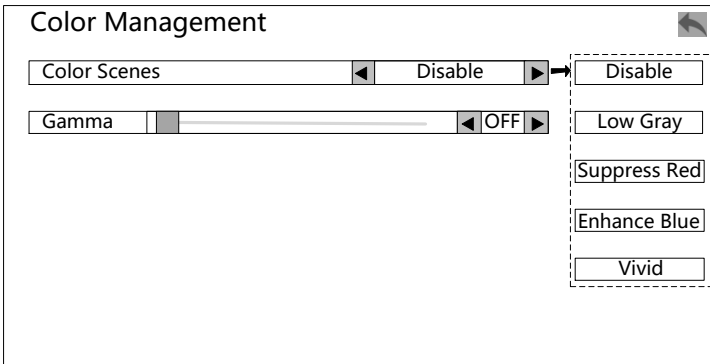 Color Management
Color Scenes Disable Disable
Gamma OFF Low Gray
Suppress Red
Enhance Blue
Vivid